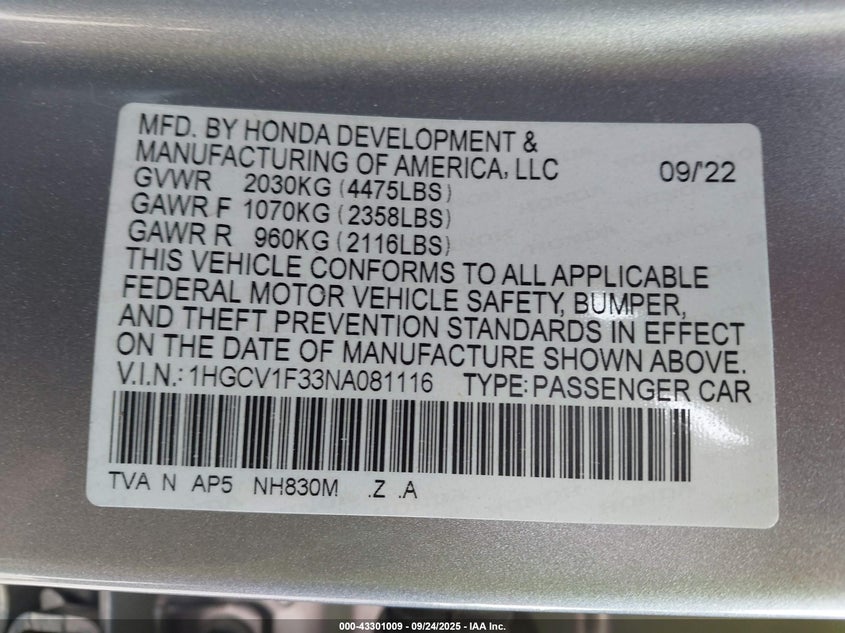 MFD. BY HONDA DEVELOPMENT &
MANUFACTURING OF AMERICA, LLC 09/'22
GVWR 2030KG (4475LBS)
GAWR F 1070KG (2358LBS)
GAWR R 960KG (2116LBS)
THIS VEHICLE CONFORMS TO ALL APPLICABLE
FEDERAL MOTOR VEHICLE SAFETY, BUMPER,
AND THEFT PREVENTION STANDARDS IN EFFECT
ON THE DATE OF MANUFACTURE SHOWN ABOVE.
V.I.N.: 1HGCV1F33NA081116 TYPE: PASSENGER CAR
TVA N AP5 NH830M .Z .A
000-43301009 - 09/24/2025 - IAA Inc.